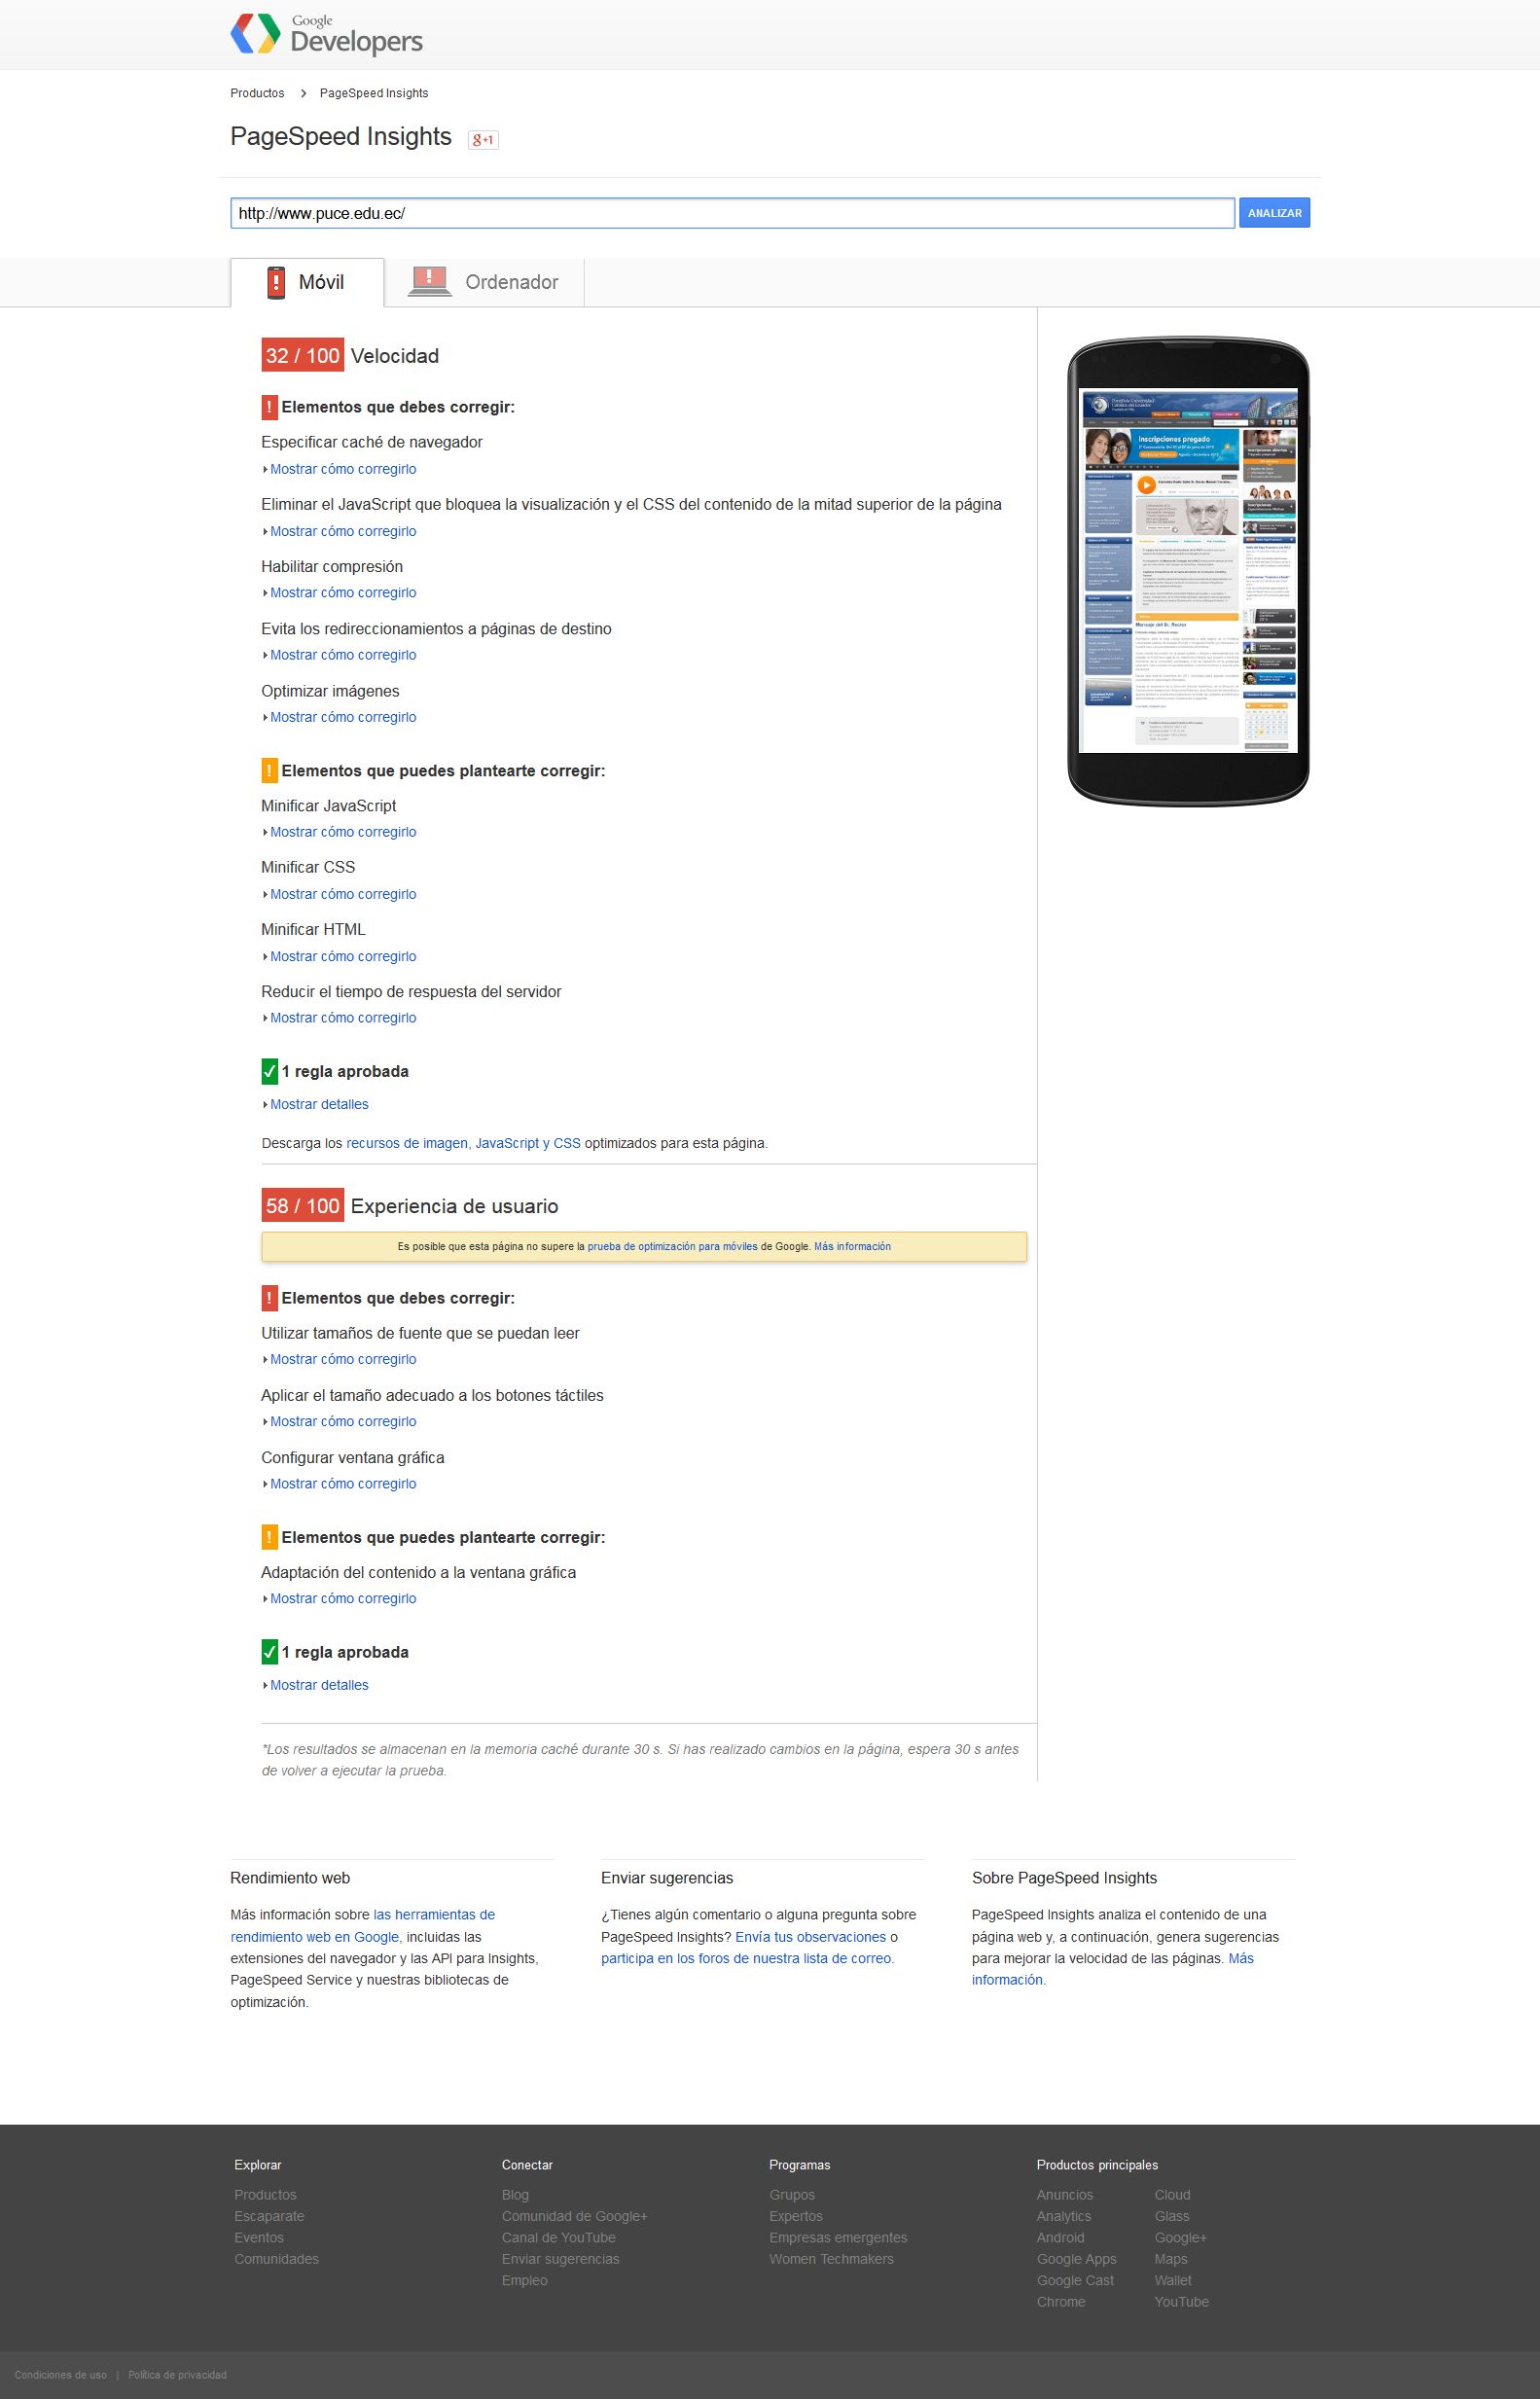 Google
Developers
Productos > PageSpeed Insights
PageSpeed Insights g+1
http://www.puce.edu.ec/ ANALIZAR
! Móvil ! Ordenador
32 / 100 Velocidad
! Elementos que debes corregir:
Especificar caché de navegador
Mostrar cómo corregirlo
Eliminar el JavaScript que bloquea la visualización y el CSS del contenido de la mitad superior de la página
Mostrar cómo corregirlo
Habilitar compresión
Mostrar cómo corregirlo
Evita los redireccionamientos a páginas de destino
Mostrar cómo corregirlo
Optimizar imágenes
Mostrar cómo corregirlo
! Elementos que puedes plantearte corregir:
Minificar JavaScript
Mostrar cómo corregirlo
Minificar CSS
Mostrar cómo corregirlo
Minificar HTML
Mostrar cómo corregirlo
Reducir el tiempo de respuesta del servidor
Mostrar cómo corregirlo
1 regla aprobada
Mostrar detalles
Descarga los recursos de imagen, JavaScript y CSS optimizados para esta página.
58 / 100 Experiencia de usuario
Es posible que esta página no supere la prueba de optimización para móviles de Google. Más información
! Elementos que debes corregir:
Utilizar tamaños de fuente que se puedan leer
Mostrar cómo corregirlo
Aplicar el tamaño adecuado a los botones táctiles
Mostrar cómo corregirlo
Configurar ventana gráfica
Mostrar cómo corregirlo
! Elementos que puedes plantearte corregir:
Adaptación del contenido a la ventana gráfica
Mostrar cómo corregirlo
1 regla aprobada
Mostrar detalles
*Los resultados se almacenan en la memoria caché durante 30 s. Si has realizado cambios en la página, espera 30 s antes
de volver a ejecutar la prueba.
Inscripciones pregado
Mensaje del Sr. Rector
Rendimiento web
Más información sobre las herramientas de
rendimiento web en Google, incluidas las
extensiones del navegador y las API para Insights,
PageSpeed Service y nuestras bibliotecas de
optimización.
Enviar sugerencias
¿Tienes algún comentario o alguna pregunta sobre
PageSpeed Insights? Envía tus observaciones o
participa en los foros de nuestra lista de correo.
Sobre PageSpeed Insights
PageSpeed Insights analiza el contenido de una
página web y, a continuación, genera sugerencias
para mejorar la velocidad de las páginas. Más
información.
Explorar
Productos
Escaparate
Eventos
Comunidades
Conectar
Blog
Comunidad de Google+
Canal de YouTube
Enviar sugerencias
Empleo
Programas
Grupos
Expertos
Empresas emergentes
Women Techmakers
Productos principales
Anuncios
Analytics
Android
Google Apps
Google Cast
Chrome
Cloud
Glass
Google+
Maps
Wallet
YouTube
Condiciones de uso | Política de privacidad